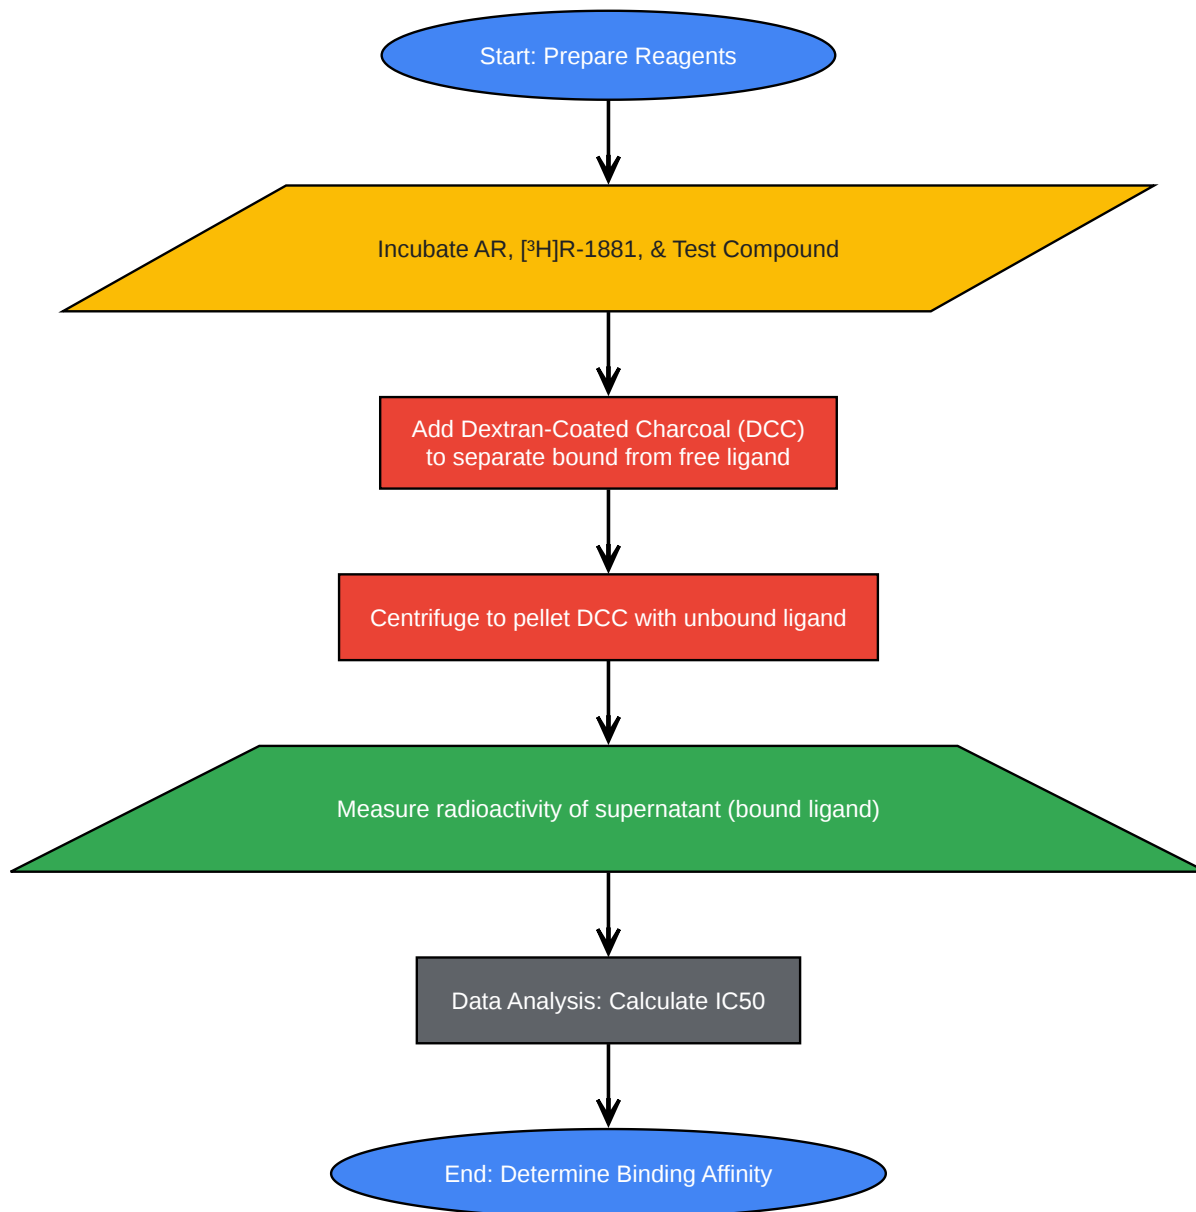 Start: Prepare Reagents
Incubate AR, [³H]R-1881, & Test Compound
Add Dextran-Coated Charcoal (DCC)
to separate bound from free ligand
Centrifuge to pellet DCC with unbound ligand
Measure radioactivity of supernatant (bound ligand)
Data Analysis: Calculate IC50
End: Determine Binding Affinity